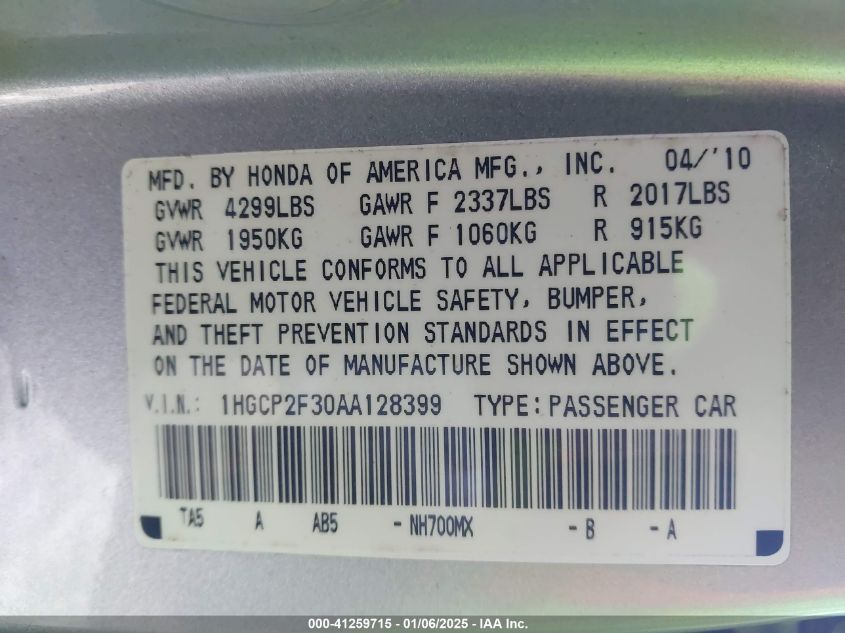 MFD. BY HONDA OF AMERICA MFG., INC. 04/'10
GVWR 4299LBS GAWR F 2337LBS R 2017LBS
GVWR 1950KG GAWR F 1060KG R 915KG
THIS VEHICLE CONFORMS TO ALL APPLICABLE
FEDERAL MOTOR VEHICLE SAFETY, BUMPER,
AND THEFT PREVENTION STANDARDS IN EFFECT
ON THE DATE OF MANUFACTURE SHOWN ABOVE.
V.I.N.: 1HGCP2F30AA128399 TYPE: PASSENGER CAR
TA5 A AB5 - NH700MX - B - A
000-41259715 - 01/06/2025 - IAA Inc.